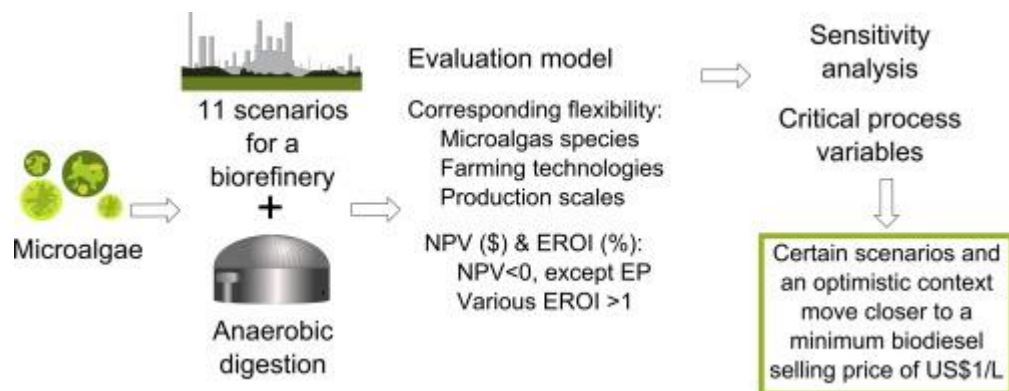 Microalgae
11 scenarios
for a
biorefinery
+
Anaerobic
digestion
Evaluation model
Corresponding flexibility:
Microalgas species
Farming technologies
Production scales
NPV ($) & EROI (%):
NPV<0, except EP
Various EROI >1
Sensitivity
analysis
Critical process
variables
Certain scenarios and
an optimistic context
move closer to a
minimum biodiesel
selling price of US$1/L